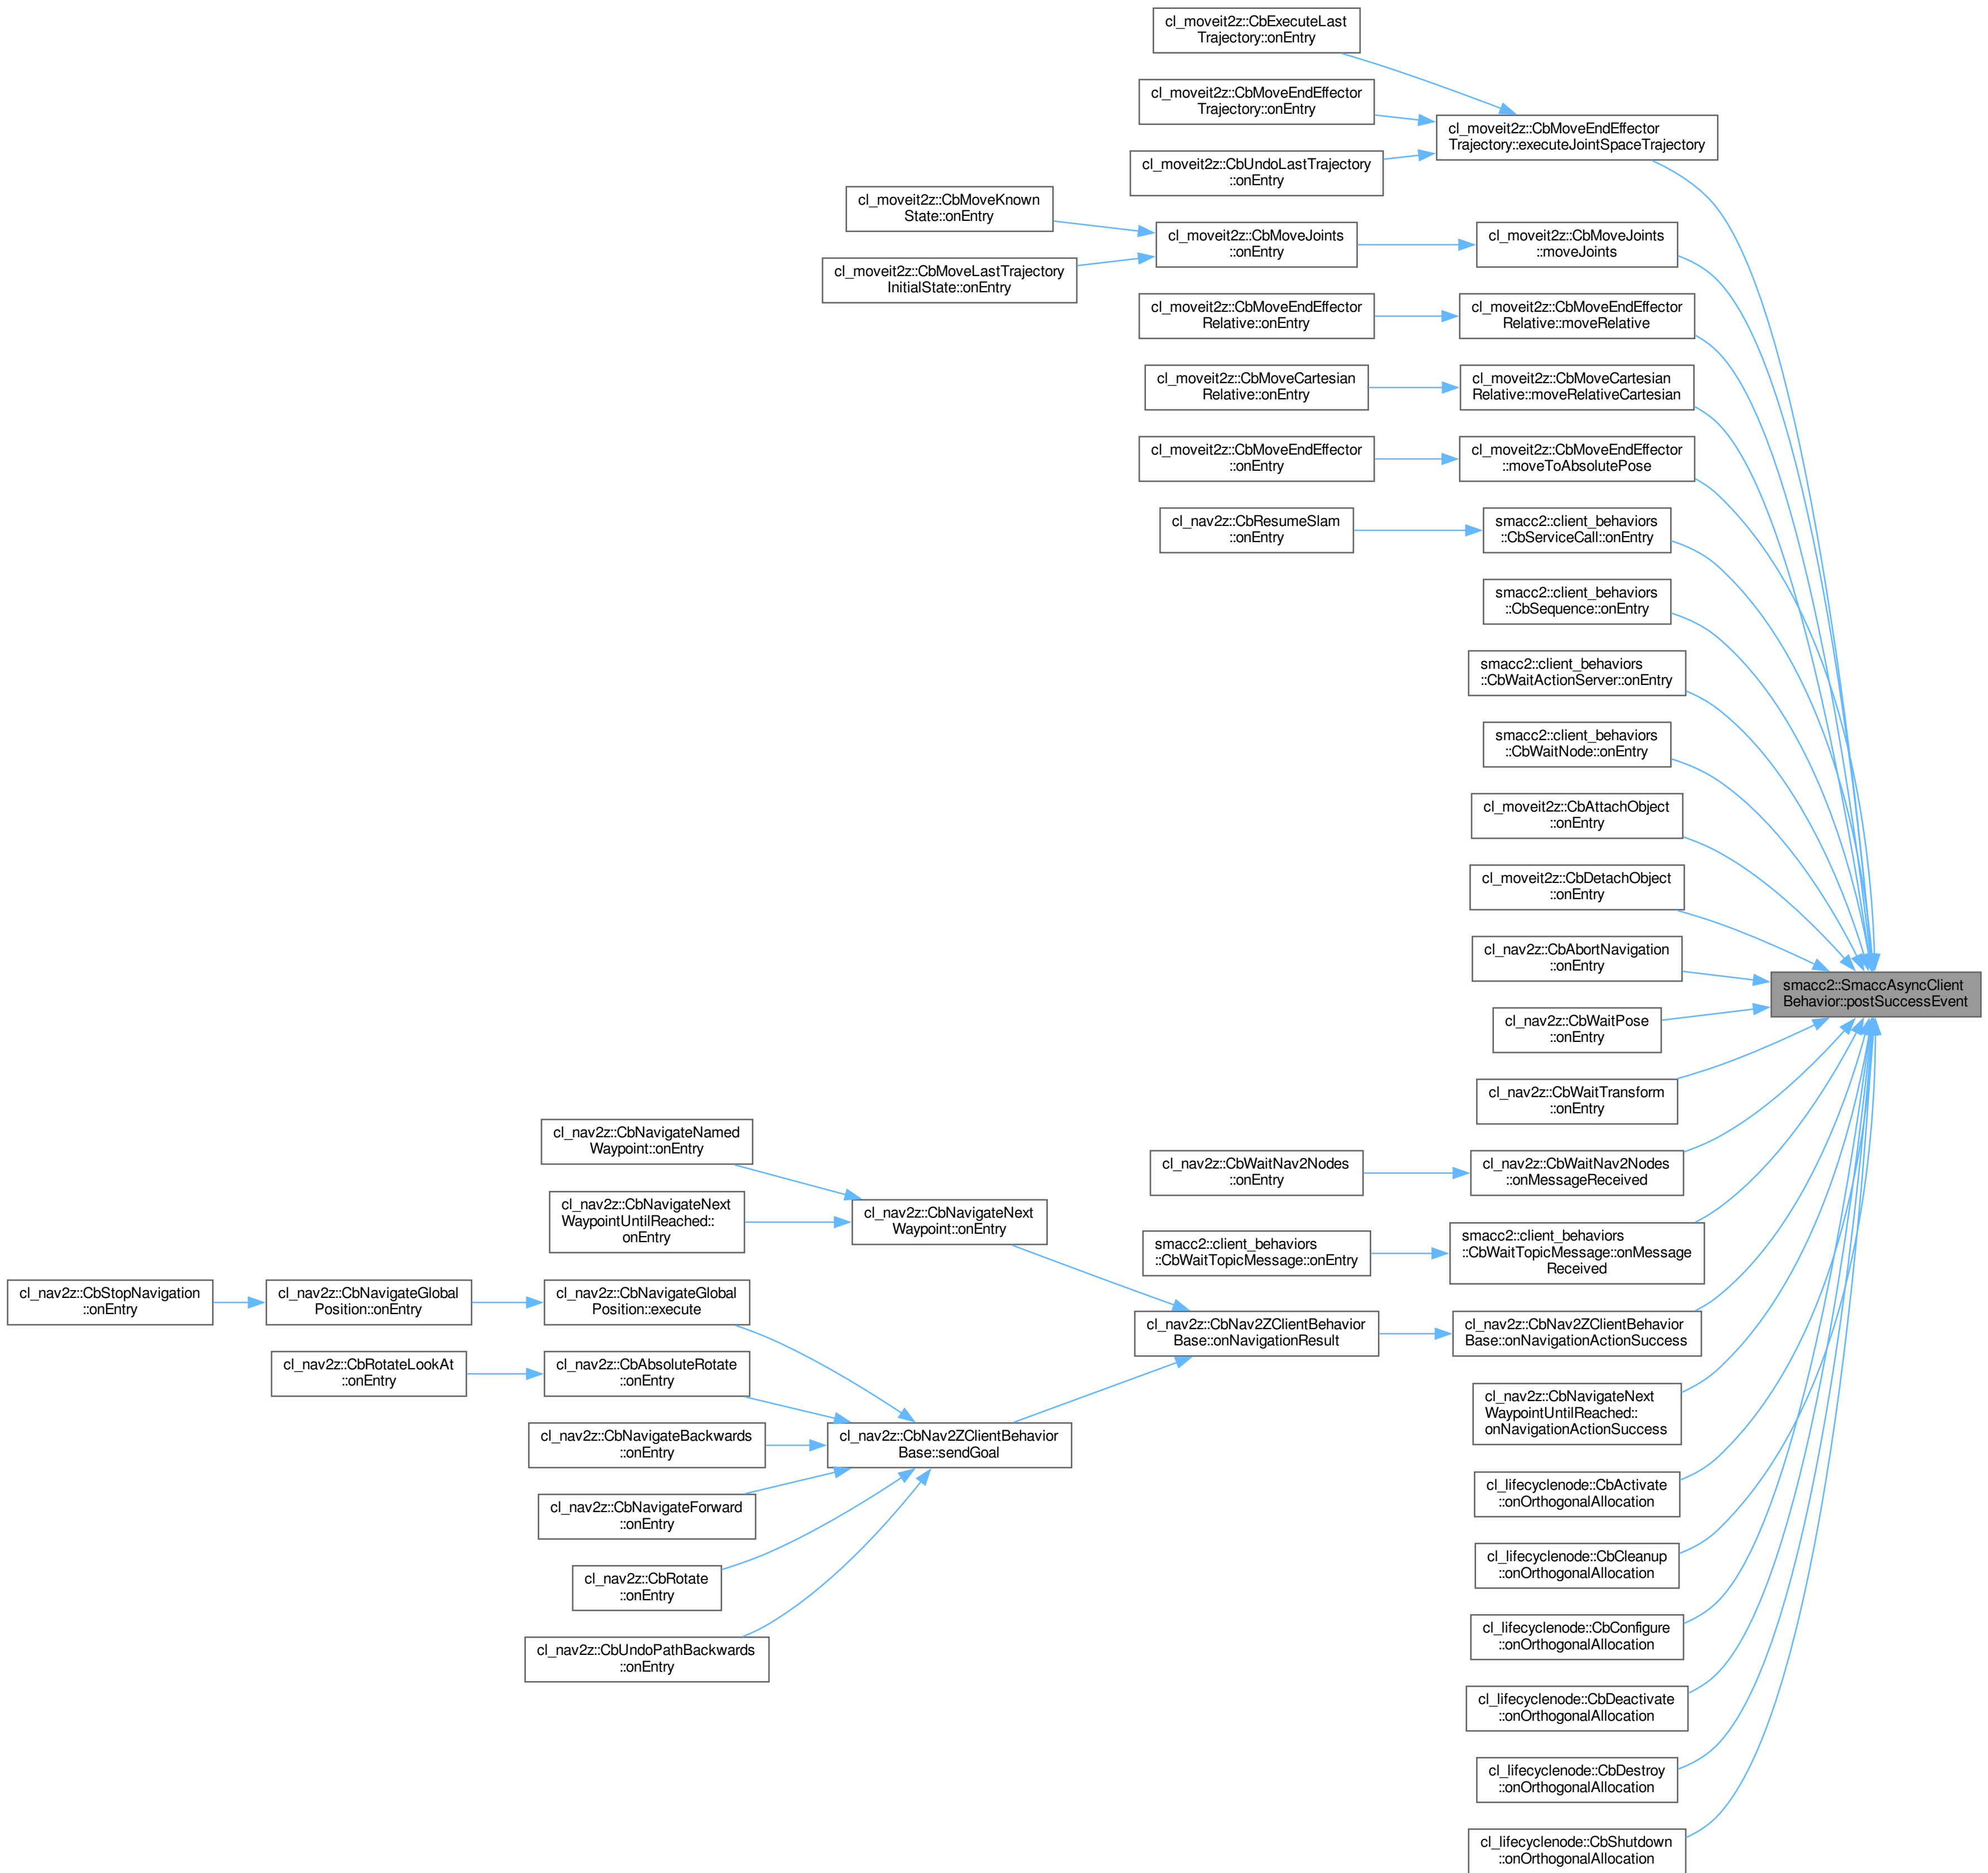 cl_moveit2z::CbExecuteLast
Trajectory::onEntry
cl_moveit2z::CbMoveEndEffector
Trajectory::onEntry
cl_moveit2z::CbMoveEndEffector
Trajectory::executeJointSpaceTrajectory
cl_moveit2z::CbUndoLastTrajectory
::onEntry
cl_moveit2z::CbMoveKnown
State::onEntry
cl_moveit2z::CbMoveJoints
::onEntry
cl_moveit2z::CbMoveJoints
::moveJoints
cl_moveit2z::CbMoveLastTrajectory
InitialState::onEntry
cl_moveit2z::CbMoveEndEffector
Relative::onEntry
cl_moveit2z::CbMoveEndEffector
Relative::moveRelative
cl_moveit2z::CbMoveCartesian
Relative::onEntry
cl_moveit2z::CbMoveCartesian
Relative::moveRelativeCartesian
cl_moveit2z::CbMoveEndEffector
::onEntry
cl_moveit2z::CbMoveEndEffector
::moveToAbsolutePose
cl_nav2z::CbResumeSlam
::onEntry
smacc2::client_behaviors
::CbServiceCall::onEntry
smacc2::client_behaviors
::CbSequence::onEntry
smacc2::client_behaviors
::CbWaitActionServer::onEntry
smacc2::client_behaviors
::CbWaitNode::onEntry
cl_moveit2z::CbAttachObject
::onEntry
cl_moveit2z::CbDetachObject
::onEntry
cl_nav2z::CbAbortNavigation
::onEntry
smacc2::SmaccAsyncClient
Behavior::postSuccessEvent
cl_nav2z::CbWaitPose
::onEntry
cl_nav2z::CbWaitTransform
::onEntry
cl_nav2z::CbNavigateNamed
Waypoint::onEntry
cl_nav2z::CbWaitNav2Nodes
::onEntry
cl_nav2z::CbWaitNav2Nodes
::onMessageReceived
cl_nav2z::CbNavigateNext
WaypointUntilReached::
onEntry
cl_nav2z::CbNavigateNext
Waypoint::onEntry
smacc2::client_behaviors
::CbWaitTopicMessage::onEntry
smacc2::client_behaviors
::CbWaitTopicMessage::onMessage
Received
cl_nav2z::CbStopNavigation
::onEntry
cl_nav2z::CbNavigateGlobal
Position::onEntry
cl_nav2z::CbNavigateGlobal
Position::execute
cl_nav2z::CbNav2ZClientBehavior
Base::onNavigationResult
cl_nav2z::CbNav2ZClientBehavior
Base::onNavigationActionSuccess
cl_nav2z::CbRotateLookAt
::onEntry
cl_nav2z::CbAbsoluteRotate
::onEntry
cl_nav2z::CbNavigateNext
WaypointUntilReached::
onNavigationActionSuccess
cl_nav2z::CbNavigateBackwards
::onEntry
cl_nav2z::CbNav2ZClientBehavior
Base::sendGoal
cl_lifecyclenode::CbActivate
::onOrthogonalAllocation
cl_nav2z::CbNavigateForward
::onEntry
cl_lifecyclenode::CbCleanup
::onOrthogonalAllocation
cl_nav2z::CbRotate
::onEntry
cl_lifecyclenode::CbConfigure
::onOrthogonalAllocation
cl_nav2z::CbUndoPathBackwards
::onEntry
cl_lifecyclenode::CbDeactivate
::onOrthogonalAllocation
cl_lifecyclenode::CbDestroy
::onOrthogonalAllocation
cl_lifecyclenode::CbShutdown
::onOrthogonalAllocation